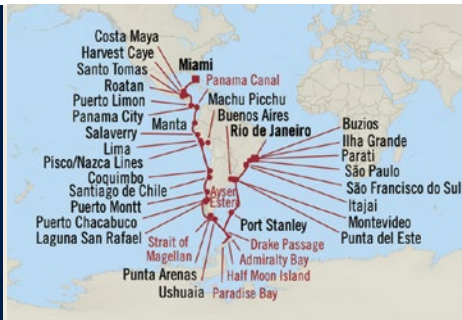 Costa Maya
Harvest Caye
Santo Tomas
Roatan
Puerto Limon
Panama City
Salaverry
Lima
Pisco/Nazca Lines
Coquimbo
Santiago de Chile
Puerto Montt
Puerto Chacabuco
Laguna San Rafael
Strait of
Magellan
Punta Arenas
Ushuaia
Miami
Panama Canal
Machu Picchu
Manta
Buenos Aires
Rio de Janeiro
Buzios
Ilha Grande
Parati
São Paulo
São Francisco do Sul
Itajai
Montevideo
Punta del Este
Aysen
Ester
Port Stanley
Drake Passage
Admiralty Bay
Half Moon Island
Paradise Bay